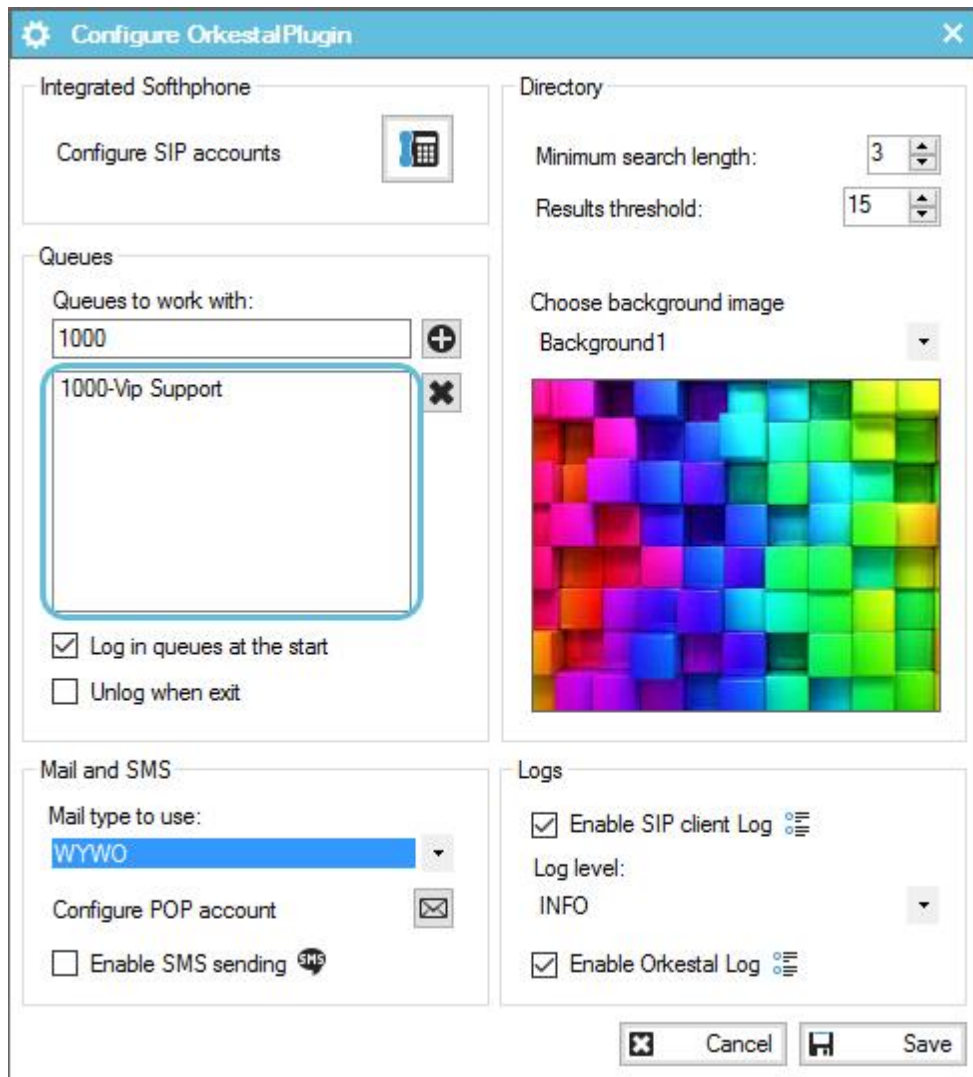 Configure OrkestalPlugin
Integrated Softhphone
Configure SIP accounts
Queues
Queues to work with:
1000
1000-Vip Support
Log in queues at the start
Unlog when exit
Directory
Minimum search length:
3
Results threshold:
15
Choose background image
Background1
Mail and SMS
Mail type to use:
WYWO
Configure POP account
Enable SMS sending
SMS
Logs
Enable SIP client Log
Log level:
INFO
Enable Orkestal Log
Cancel
Save